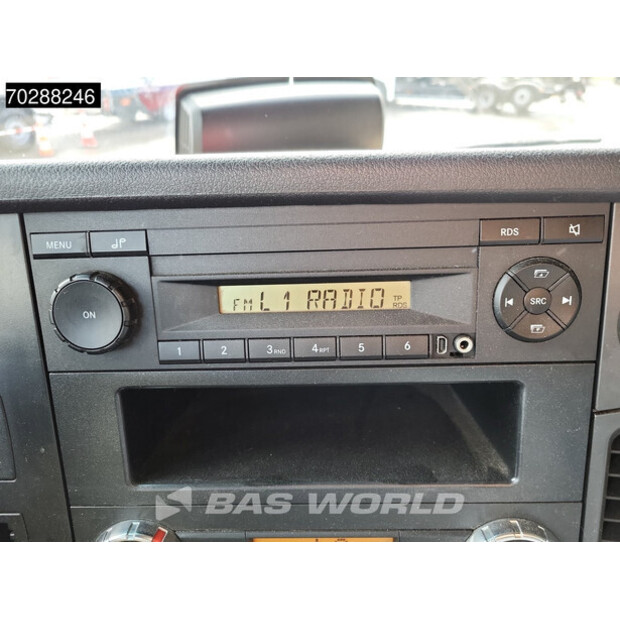 70288246
MENU
RDS
ON
FM L1 RADIO TP
RDS
SRC
1 2 3 RND 4 RPT 5 6
BAS WORLD